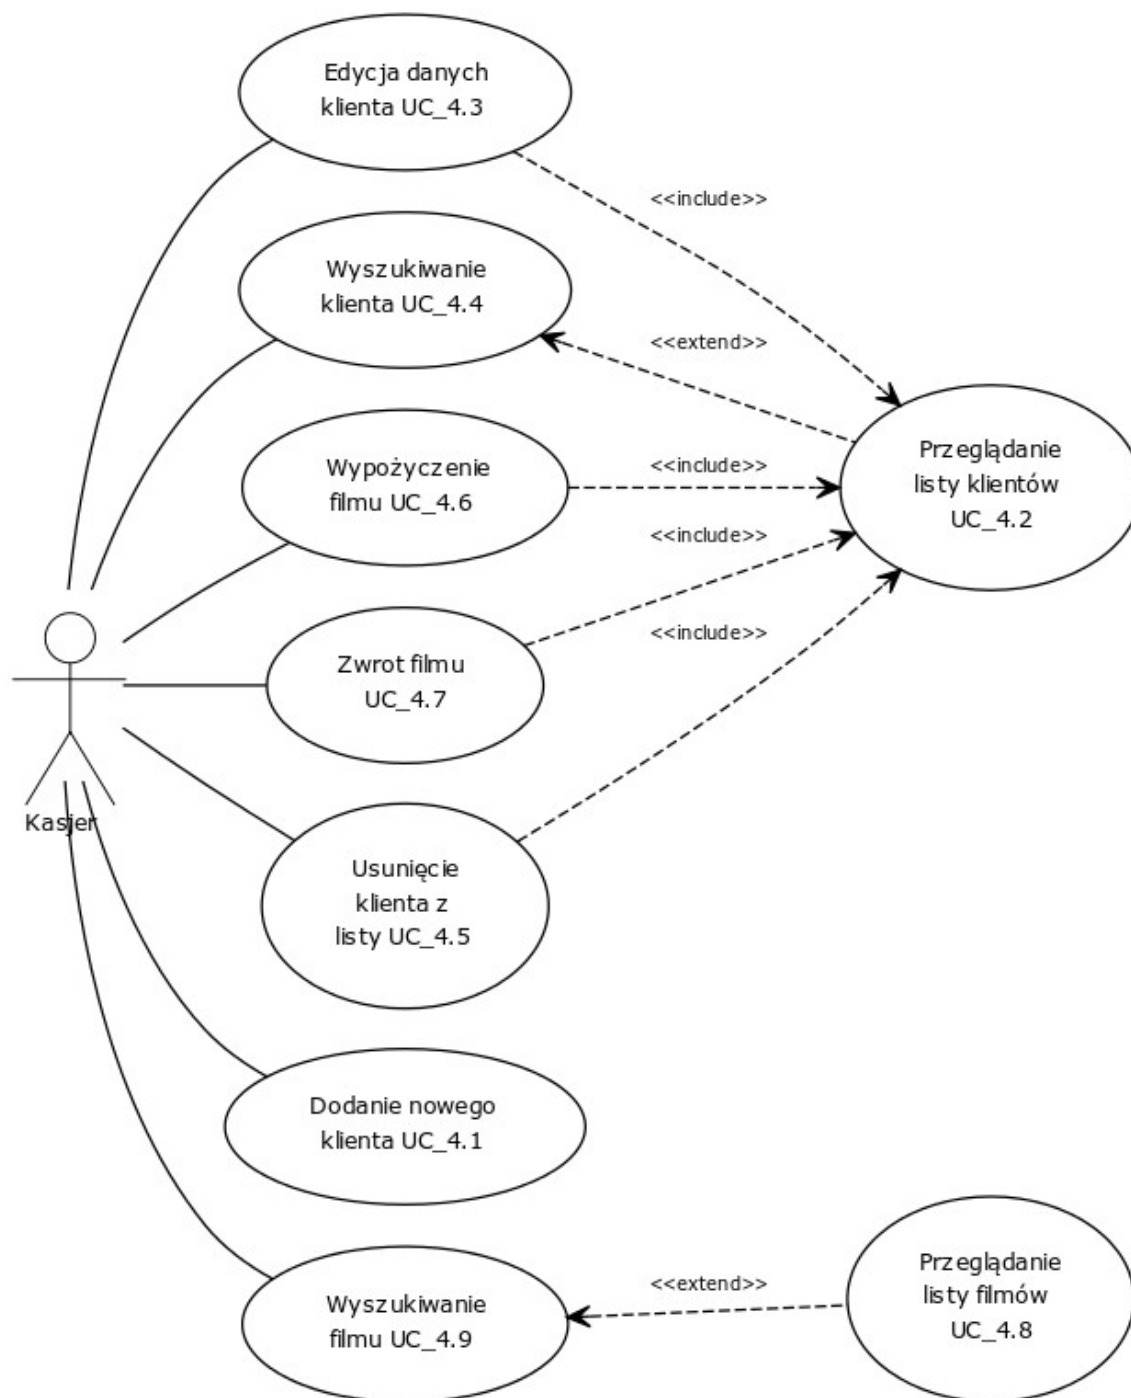 Edycja danych
klienta UC_4.3
<<include>>
Wyszukiwanie
klienta UC_4.4
<<extend>>
Przeglądanie
listy klientów
UC_4.2
Wypożyczenie
filmu UC_4.6
<<include>>
<<include>>
Zwrot filmu
UC_4.7
<<include>>
Kasjer
Usunięcie
klienta z
listy UC_4.5
Dodanie nowego
klienta UC_4.1
Wyszukiwanie
filmu UC_4.9
<<extend>>
Przeglądanie
listy filmów
UC_4.8